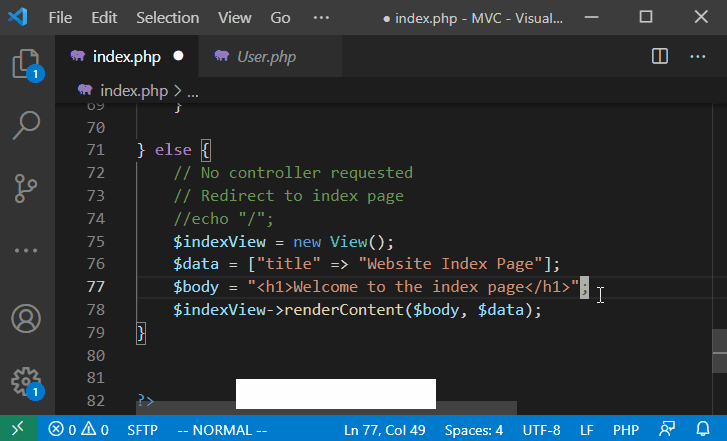 File Edit Selection View Go ··· ● index.php - MVC - Visual...
index.php ● User.php ···
index.php > ...
69 }
70
71 } else {
72 // No controller requested
73 // Redirect to index page
74 //echo "/";
75 $indexView = new View();
76 $data = ["title" => "Website Index Page"];
77 $body = "<h1>Welcome to the index page</h1>";
78 $indexView->renderContent($body, $data);
79 }
80
81
82 ?>
1
1
0 0 SFTP -- NORMAL -- Ln 77, Col 49 Spaces: 4 UTF-8 LF PHP